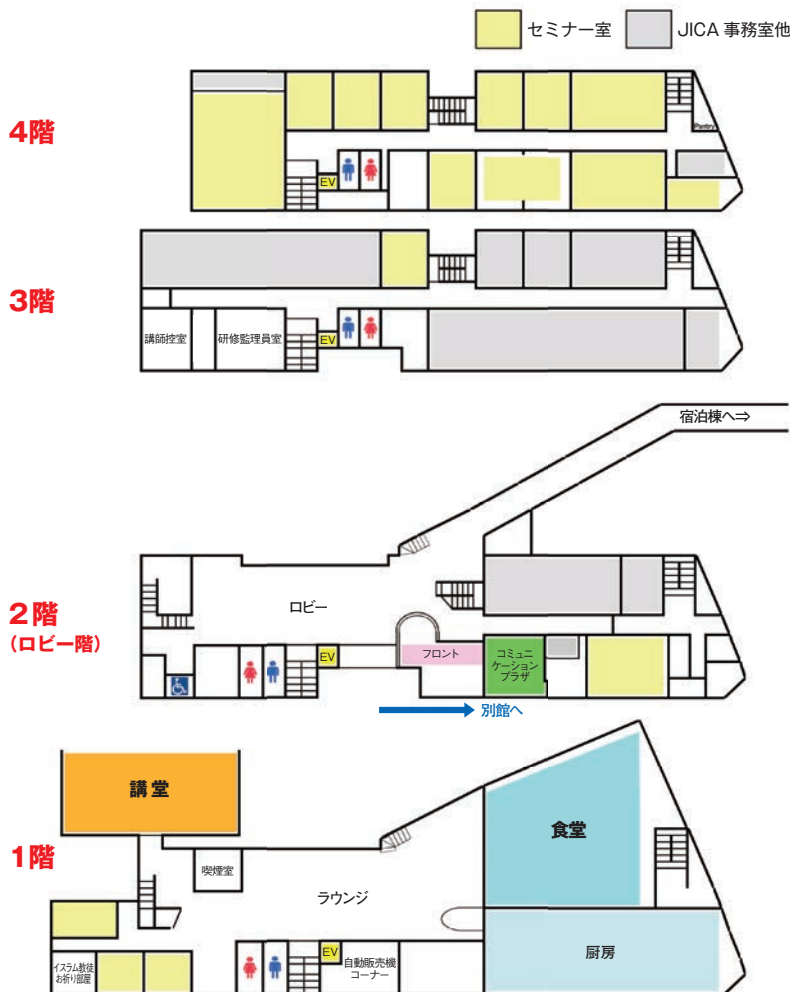 セミナー室
JICA 事務室他
4階
Pantry
EV
3階
講師控室
研修監理員室
EV
宿泊棟へ⇒
2階
(ロビー階)
ロビー
EV
フロント
コミュニ
ケーション
プラザ
別館へ
講堂
1階
喫煙室
ラウンジ
食堂
イスラム教徒
お祈り部屋
EV
自動販売機
コーナー
厨房